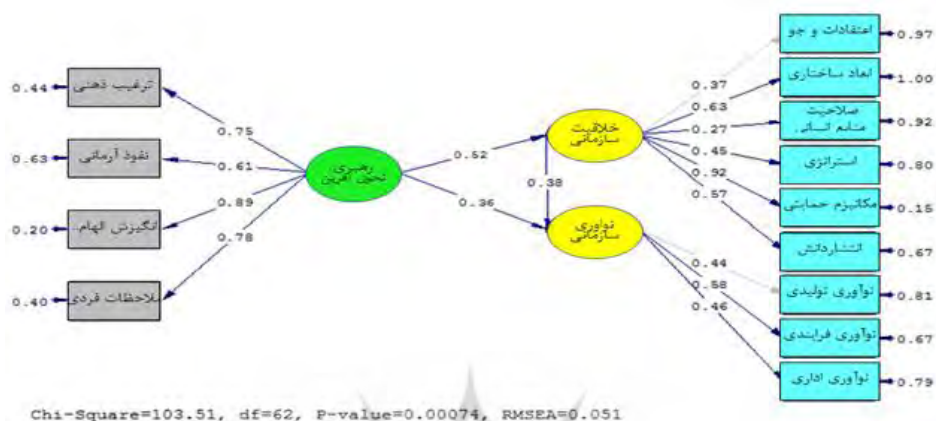 اعتقادات و جو
0.97
ابعاد ساختاری
1.00
صلاحیت
منابع انسانی
0.92
استراتژی
0.80
مکانیزم حمایتی
0.15
انتشاردانش
0.67
نوآوری تولیدی
0.81
نوآوری فرایندی
0.67
نوآوری اداری
0.79
0.37
0.63
0.27
0.45
0.92
0.57
0.44
0.58
0.46
خلاقیت
سازمانی
نوآوری
سازمانی
0.38
0.52
0.36
رهبری
تحول آفرین
0.75
0.61
0.89
0.78
ترغیب ذهنی
0.44
نفوذ آرمانی
0.63
انگیزش الهام..
0.20
ملاحظات فردی
0.40
Chi-Square=103.51, df=62, P-value=0.00074, RMSEA=0.051